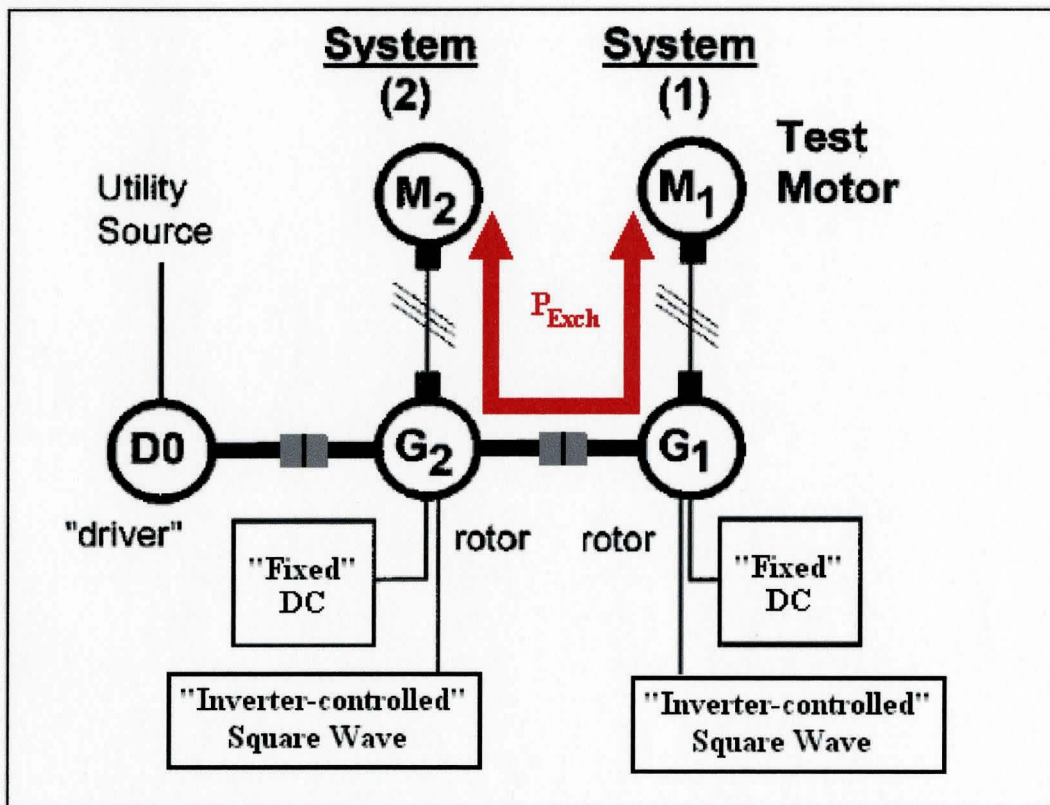 System
(2)
System
(1)
Test
Motor
Utility
Source
M2
M1
PExch
D0
G2
G1
"driver"
rotor
rotor
"Fixed"
DC
"Fixed"
DC
"Inverter-controlled"
Square Wave
"Inverter-controlled"
Square Wave